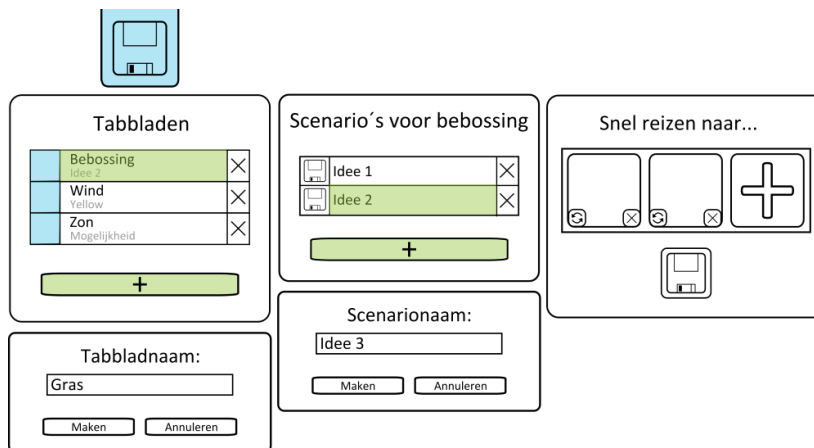 Tabbladen
Bebossing
Idee 2
Wind
Yellow
Zon
Mogelijkheid
+
Tabbladnaam:
Gras
Maken Annuleren
Scenario´s voor bebossing
Idee 1
Idee 2
+
Scenarionaam:
Idee 3
Maken Annuleren
Snel reizen naar...